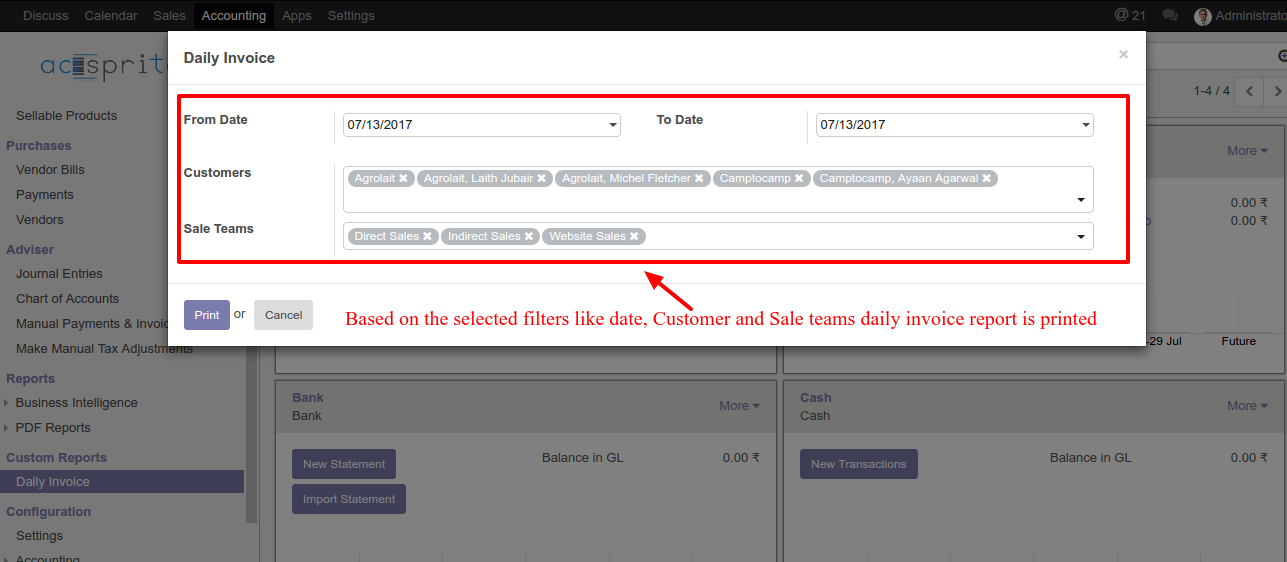 Discuss Calendar Sales Accounting Apps Settings @ 21 Administrato
Daily Invoice ×
From Date 07/13/2017 To Date 07/13/2017
Customers Agrolait ✖ Agrolait, Laith Jubair ✖ Agrolait, Michel Fletcher ✖ Camptocamp ✖ Camptocamp, Ayaan Agarwal ✖
Sale Teams Direct Sales ✖ Indirect Sales ✖ Website Sales ✖
Print or Cancel
Based on the selected filters like date, Customer and Sale teams daily invoice report is printed
Sellable Products
Purchases
Vendor Bills
Payments
Vendors
Adviser
Journal Entries
Chart of Accounts
Manual Payments & Invoic
Make Manual Tax Adjustments
Reports
Business Intelligence
PDF Reports
Custom Reports
Daily Invoice
Configuration
Settings
Accounting
1-4 / 4
More
0.00 ₹
0.00 ₹
-29 Jul Future
Bank
Bank
More
New Statement
Import Statement
Balance in GL 0.00 ₹
Cash
Cash
More
New Transactions
Balance in GL 0.00 ₹